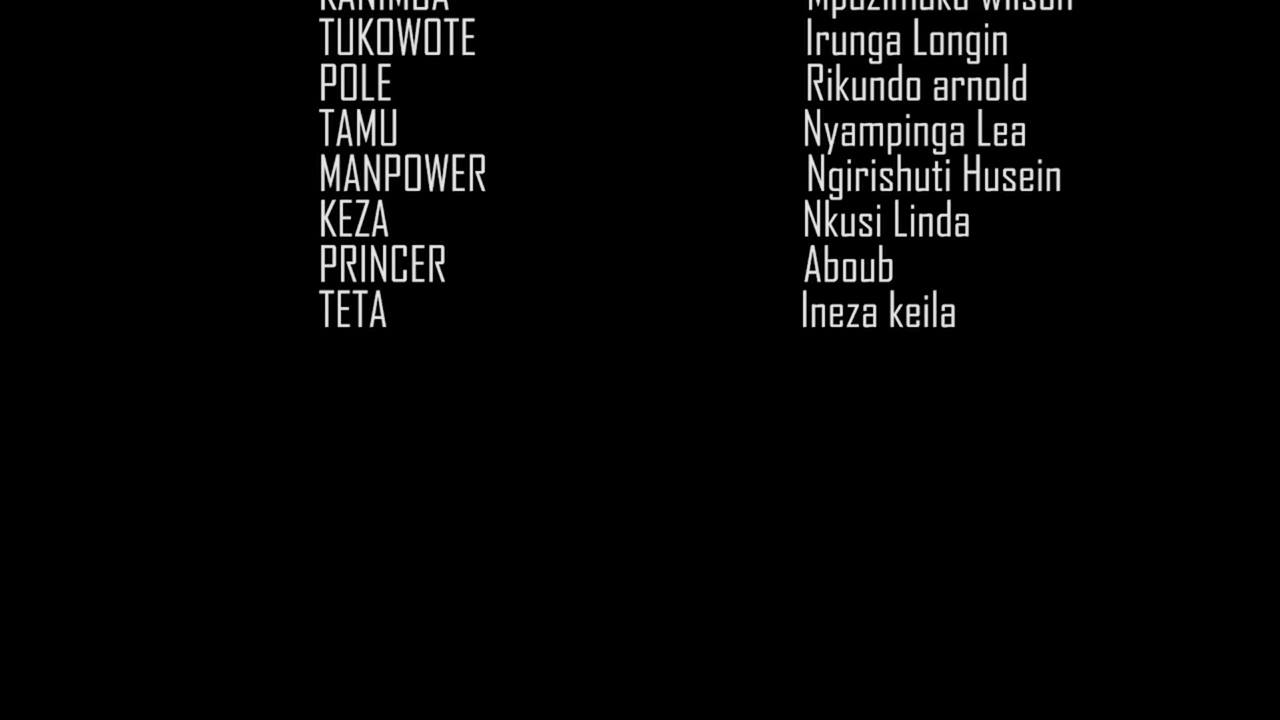 TUKOWOTE Irunga Longin
POLE Rikundo arnold
TAMU Nyampinga Lea
MANPOWER Ngirishuti Husein
KEZA Nkusi Linda
PRINCER Aboub
TETA Ineza keila